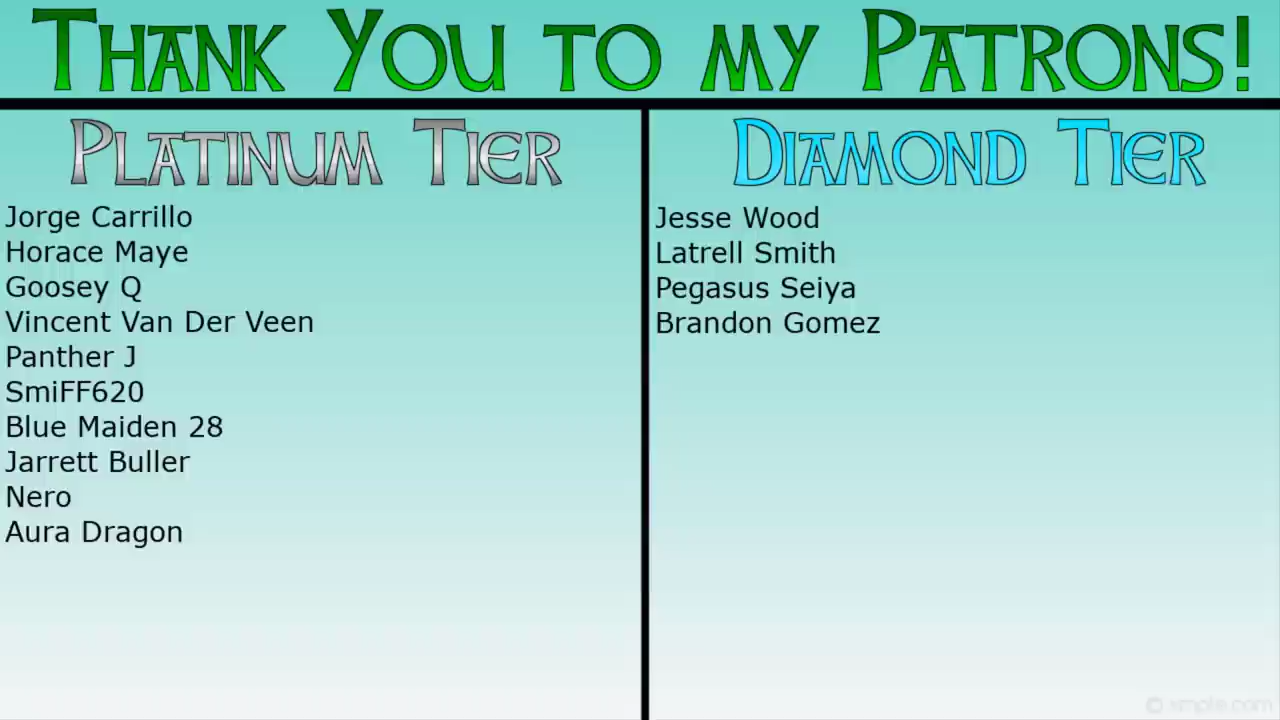 Thank You to my Patrons!
Platinum Tier
Jorge Carrillo
Horace Maye
Goosey Q
Vincent Van Der Veen
Panther J
SmiFF620
Blue Maiden 28
Jarrett Buller
Nero
Aura Dragon
Diamond Tier
Jesse Wood
Latrell Smith
Pegasus Seiya
Brandon Gomez